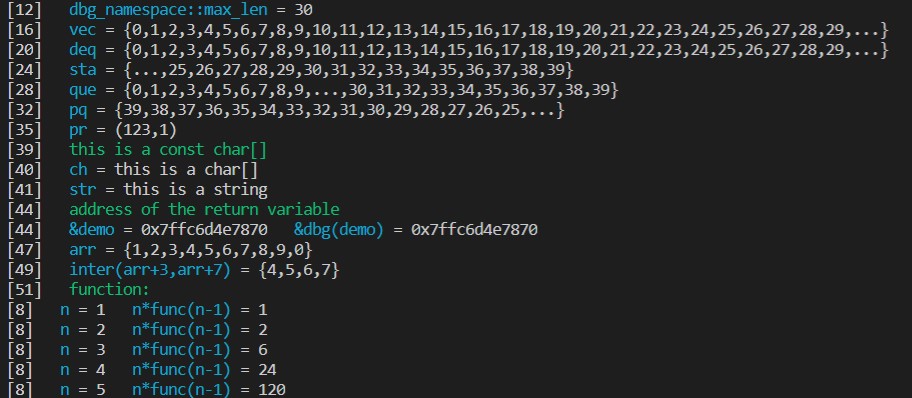 [12] dbg_namespace::max_len = 30
[16] vec = {0,1,2,3,4,5,6,7,8,9,10,11,12,13,14,15,16,17,18,19,20,21,22,23,24,25,26,27,28,29,...}
[20] deq = {0,1,2,3,4,5,6,7,8,9,10,11,12,13,14,15,16,17,18,19,20,21,22,23,24,25,26,27,28,29,...}
[24] sta = {...,25,26,27,28,29,30,31,32,33,34,35,36,37,38,39}
[28] que = {0,1,2,3,4,5,6,7,8,9,...,30,31,32,33,34,35,36,37,38,39}
[32] pq = {39,38,37,36,35,34,33,32,31,30,29,28,27,26,25,...}
[35] pr = (123,1)
[39] this is a const char[]
[40] ch = this is a char[]
[41] str = this is a string
[44] address of the return variable
[44] &demo = 0x7ffc6d4e7870 &dbg(demo) = 0x7ffc6d4e7870
[47] arr = {1,2,3,4,5,6,7,8,9,0}
[49] inter(arr+3,arr+7) = {4,5,6,7}
[51] function:
[8] n = 1 n*func(n-1) = 1
[8] n = 2 n*func(n-1) = 2
[8] n = 3 n*func(n-1) = 6
[8] n = 4 n*func(n-1) = 24
[8] n = 5 n*func(n-1) = 120